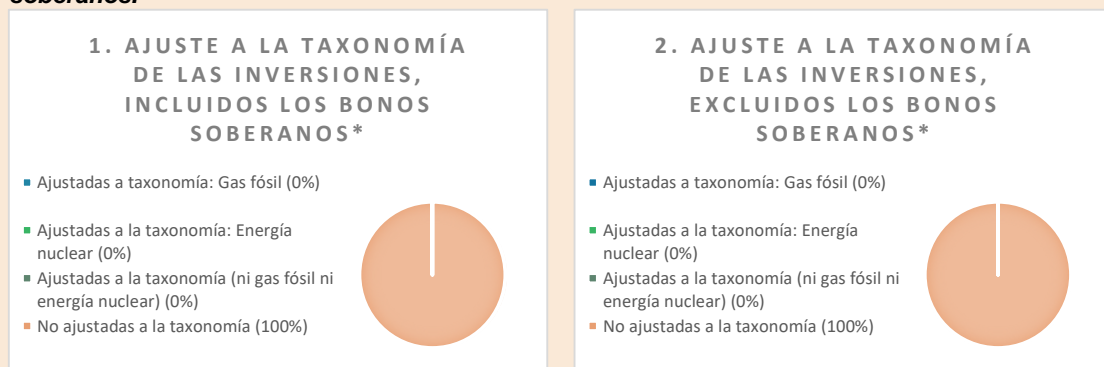 soberanos.
1. AJUSTE A LA TAXONOMÍA
DE LAS INVERSIONES,
INCLUIDOS LOS BONOS
SOBERANOS*
Ajustadas a taxonomía: Gas fósil (0%)
Ajustadas a la taxonomía: Energía
nuclear (0%)
Ajustadas a la taxonomía (ni gas fósil ni
energía nuclear) (0%)
No ajustadas a la taxonomía (100%)
2. AJUSTE A LA TAXONOMÍA
DE LAS INVERSIONES,
EXCLUIDOS LOS BONOS
SOBERANOS*
Ajustadas a taxonomía: Gas fósil (0%)
Ajustadas a la taxonomía: Energía
nuclear (0%)
Ajustadas a la taxonomía (ni gas fósil ni
energía nuclear) (0%)
No ajustadas a la taxonomía (100%)